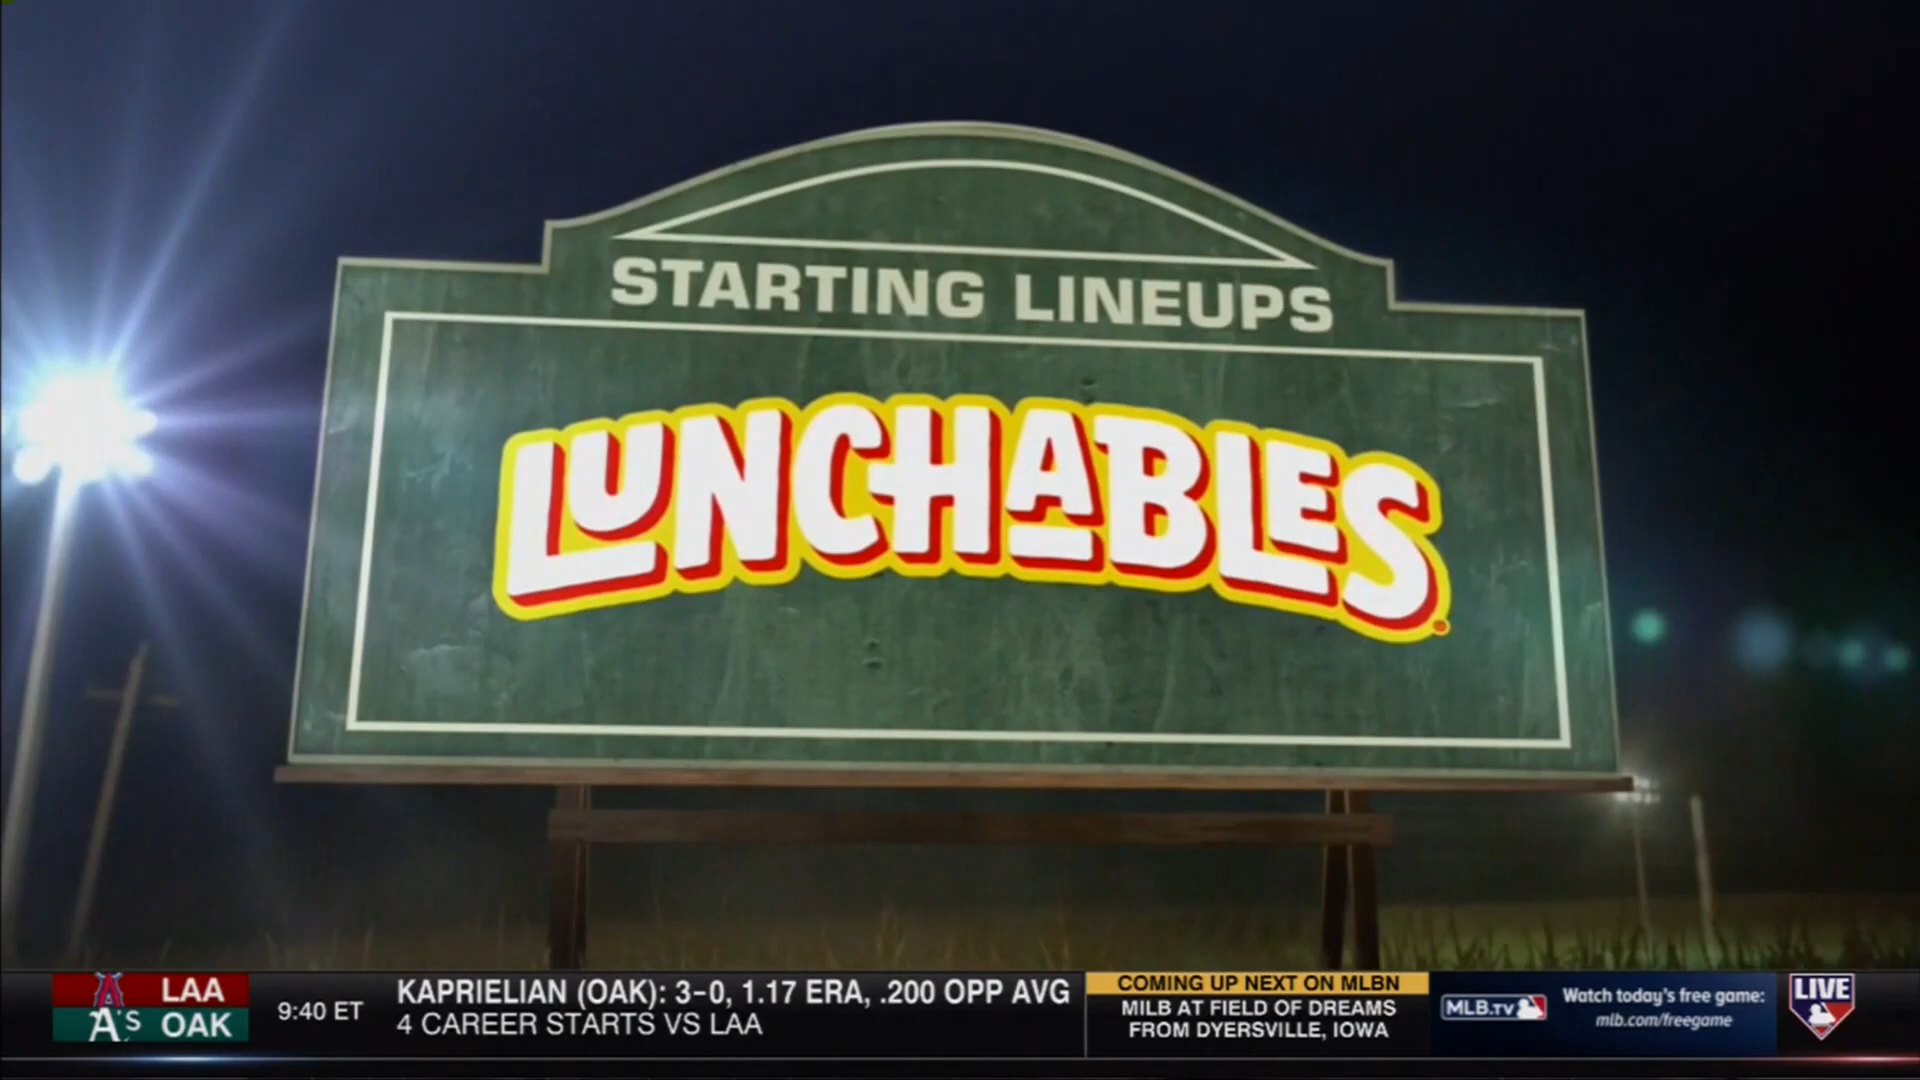 STARTING LINEUPS
LUNCHABLES
LAA
A's OAK
9:40 ET
KAPRIELIAN (OAK): 3-0, 1.17 ERA, .200 OPP AVG
4 CAREER STARTS VS LAA
COMING UP NEXT ON MLBN
MILB AT FIELD OF DREAMS
FROM DYERSVILLE, IOWA
MLB.TV
Watch today's free game:
mlb.com/freegame
LIVE